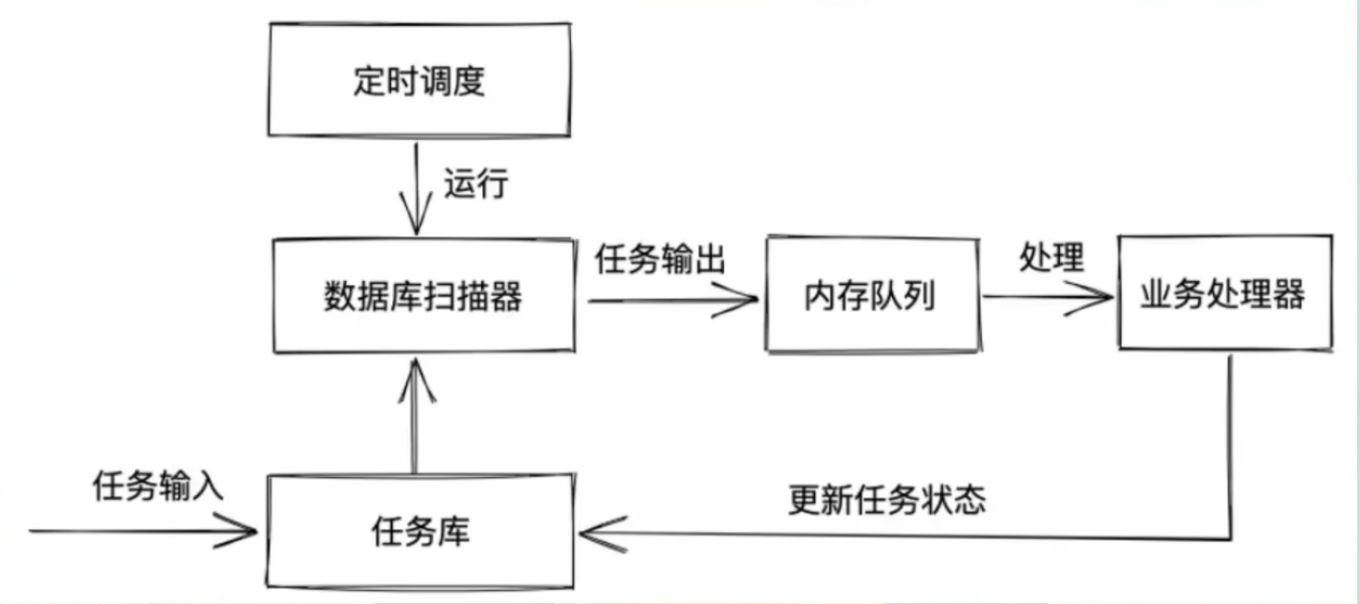 定时调度
运行
任务输出
处理
数据库扫描器
内存队列
业务处理器
任务输入
更新任务状态
任务库